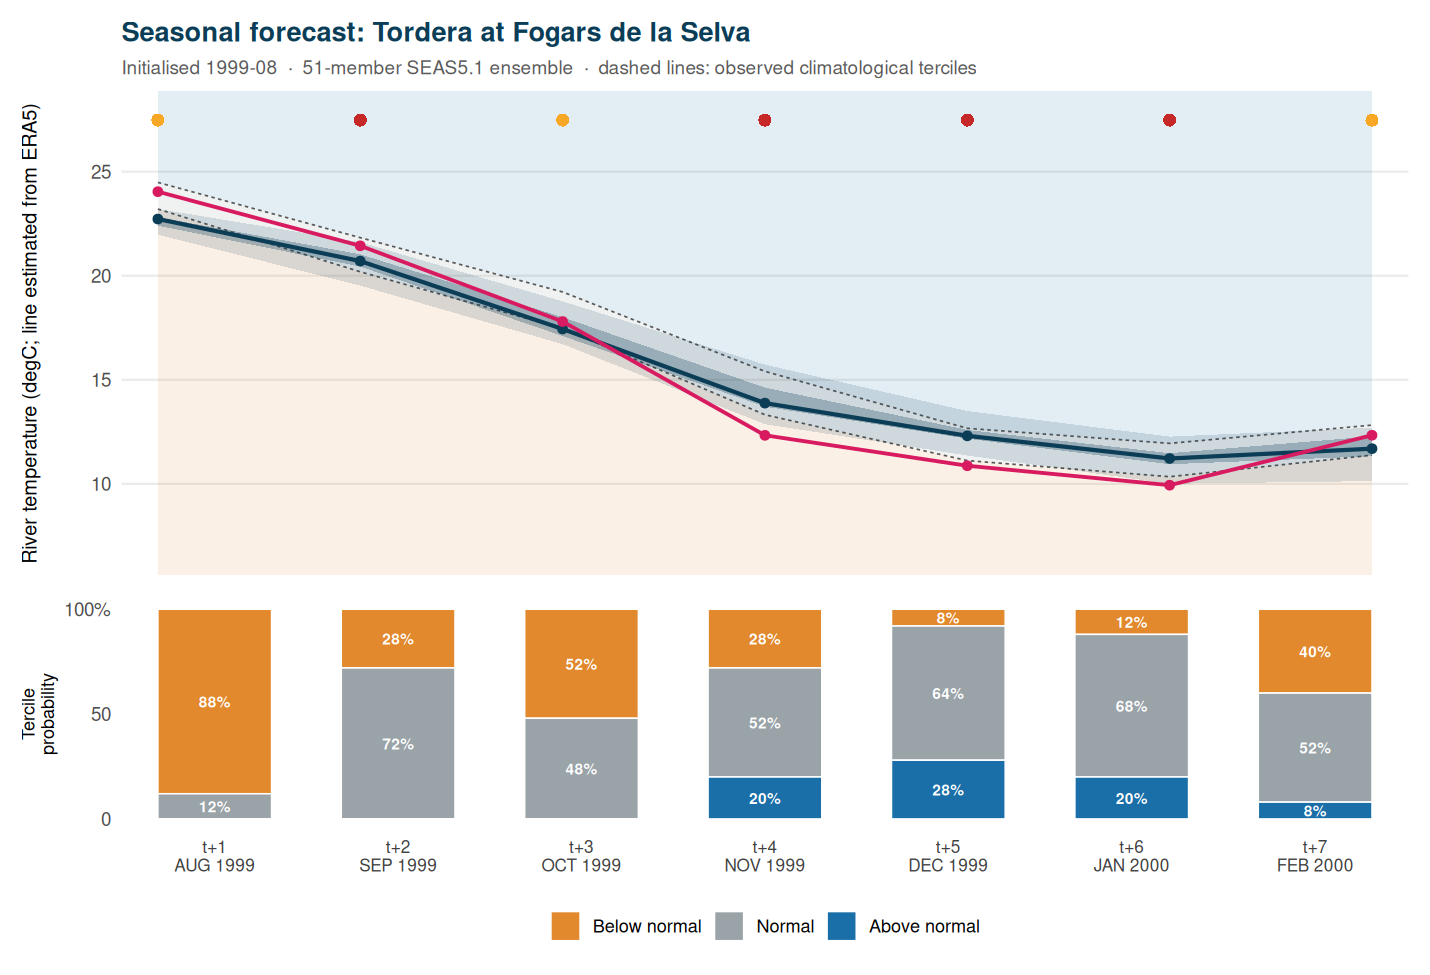 Seasonal forecast: Tordera at Fogars de la Selva
Initialised 1999-08 · 51-member SEAS5.1 ensemble · dashed lines: observed climatological terciles
River temperature (degC; line estimated from ERA5)
25
20
15
10
Tercile
probability
100%
50
0
88%
12%
28%
72%
52%
48%
28%
52%
20%
8%
64%
28%
12%
68%
20%
40%
52%
8%
t+1
AUG 1999
t+2
SEP 1999
t+3
OCT 1999
t+4
NOV 1999
t+5
DEC 1999
t+6
JAN 2000
t+7
FEB 2000
Below normal
Normal
Above normal